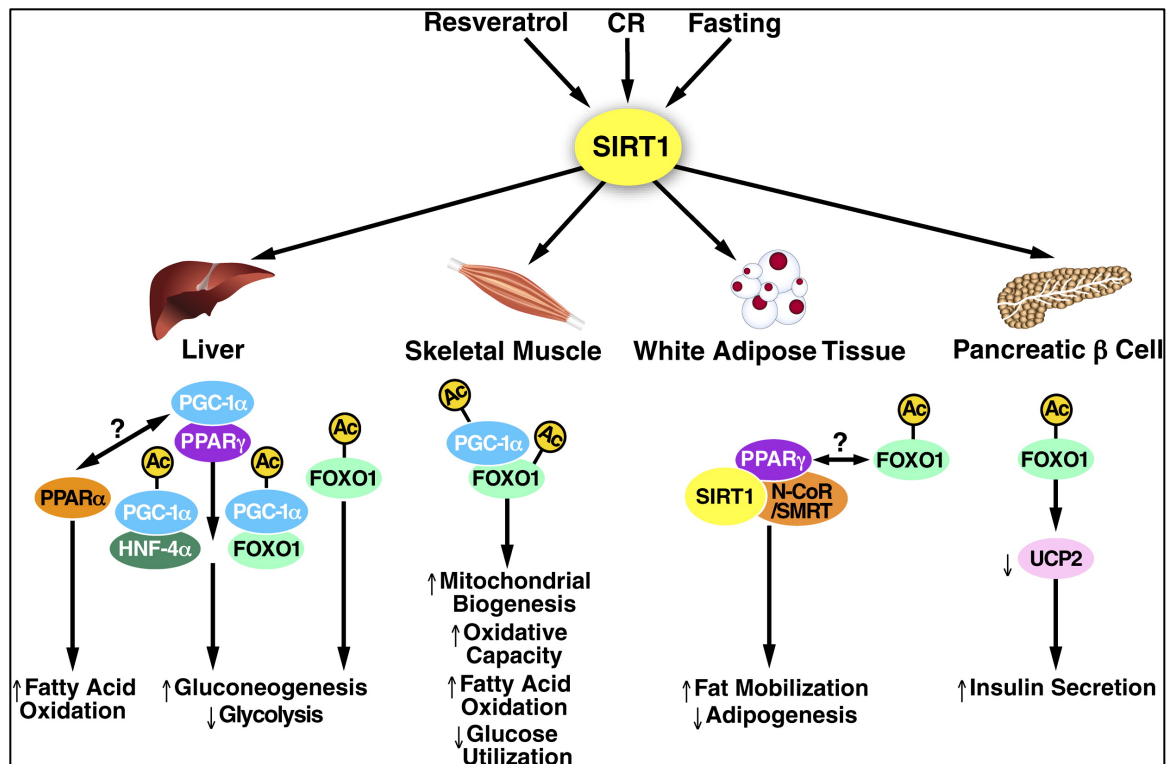 Resveratrol CR Fasting
SIRT1
Liver
Skeletal Muscle
White Adipose Tissue
Pancreatic β Cell
PGC-1α
PPARγ
?
Ac
Ac
Ac
PPARα
PGC-1α
HNF-4α
PGC-1α
FOXO1
FOXO1
↑Fatty Acid
Oxidation
↑Gluconeogenesis
↓Glycolysis
Ac
PGC-1α
Ac
FOXO1
↑Mitochondrial
Biogenesis
↑Oxidative
Capacity
↑Fatty Acid
Oxidation
↓Glucose
Utilization
Ac
PPARγ
?
FOXO1
SIRT1
N-CoR
/SMRT
↑Fat Mobilization
↓Adipogenesis
Ac
FOXO1
↓UCP2
↑Insulin Secretion